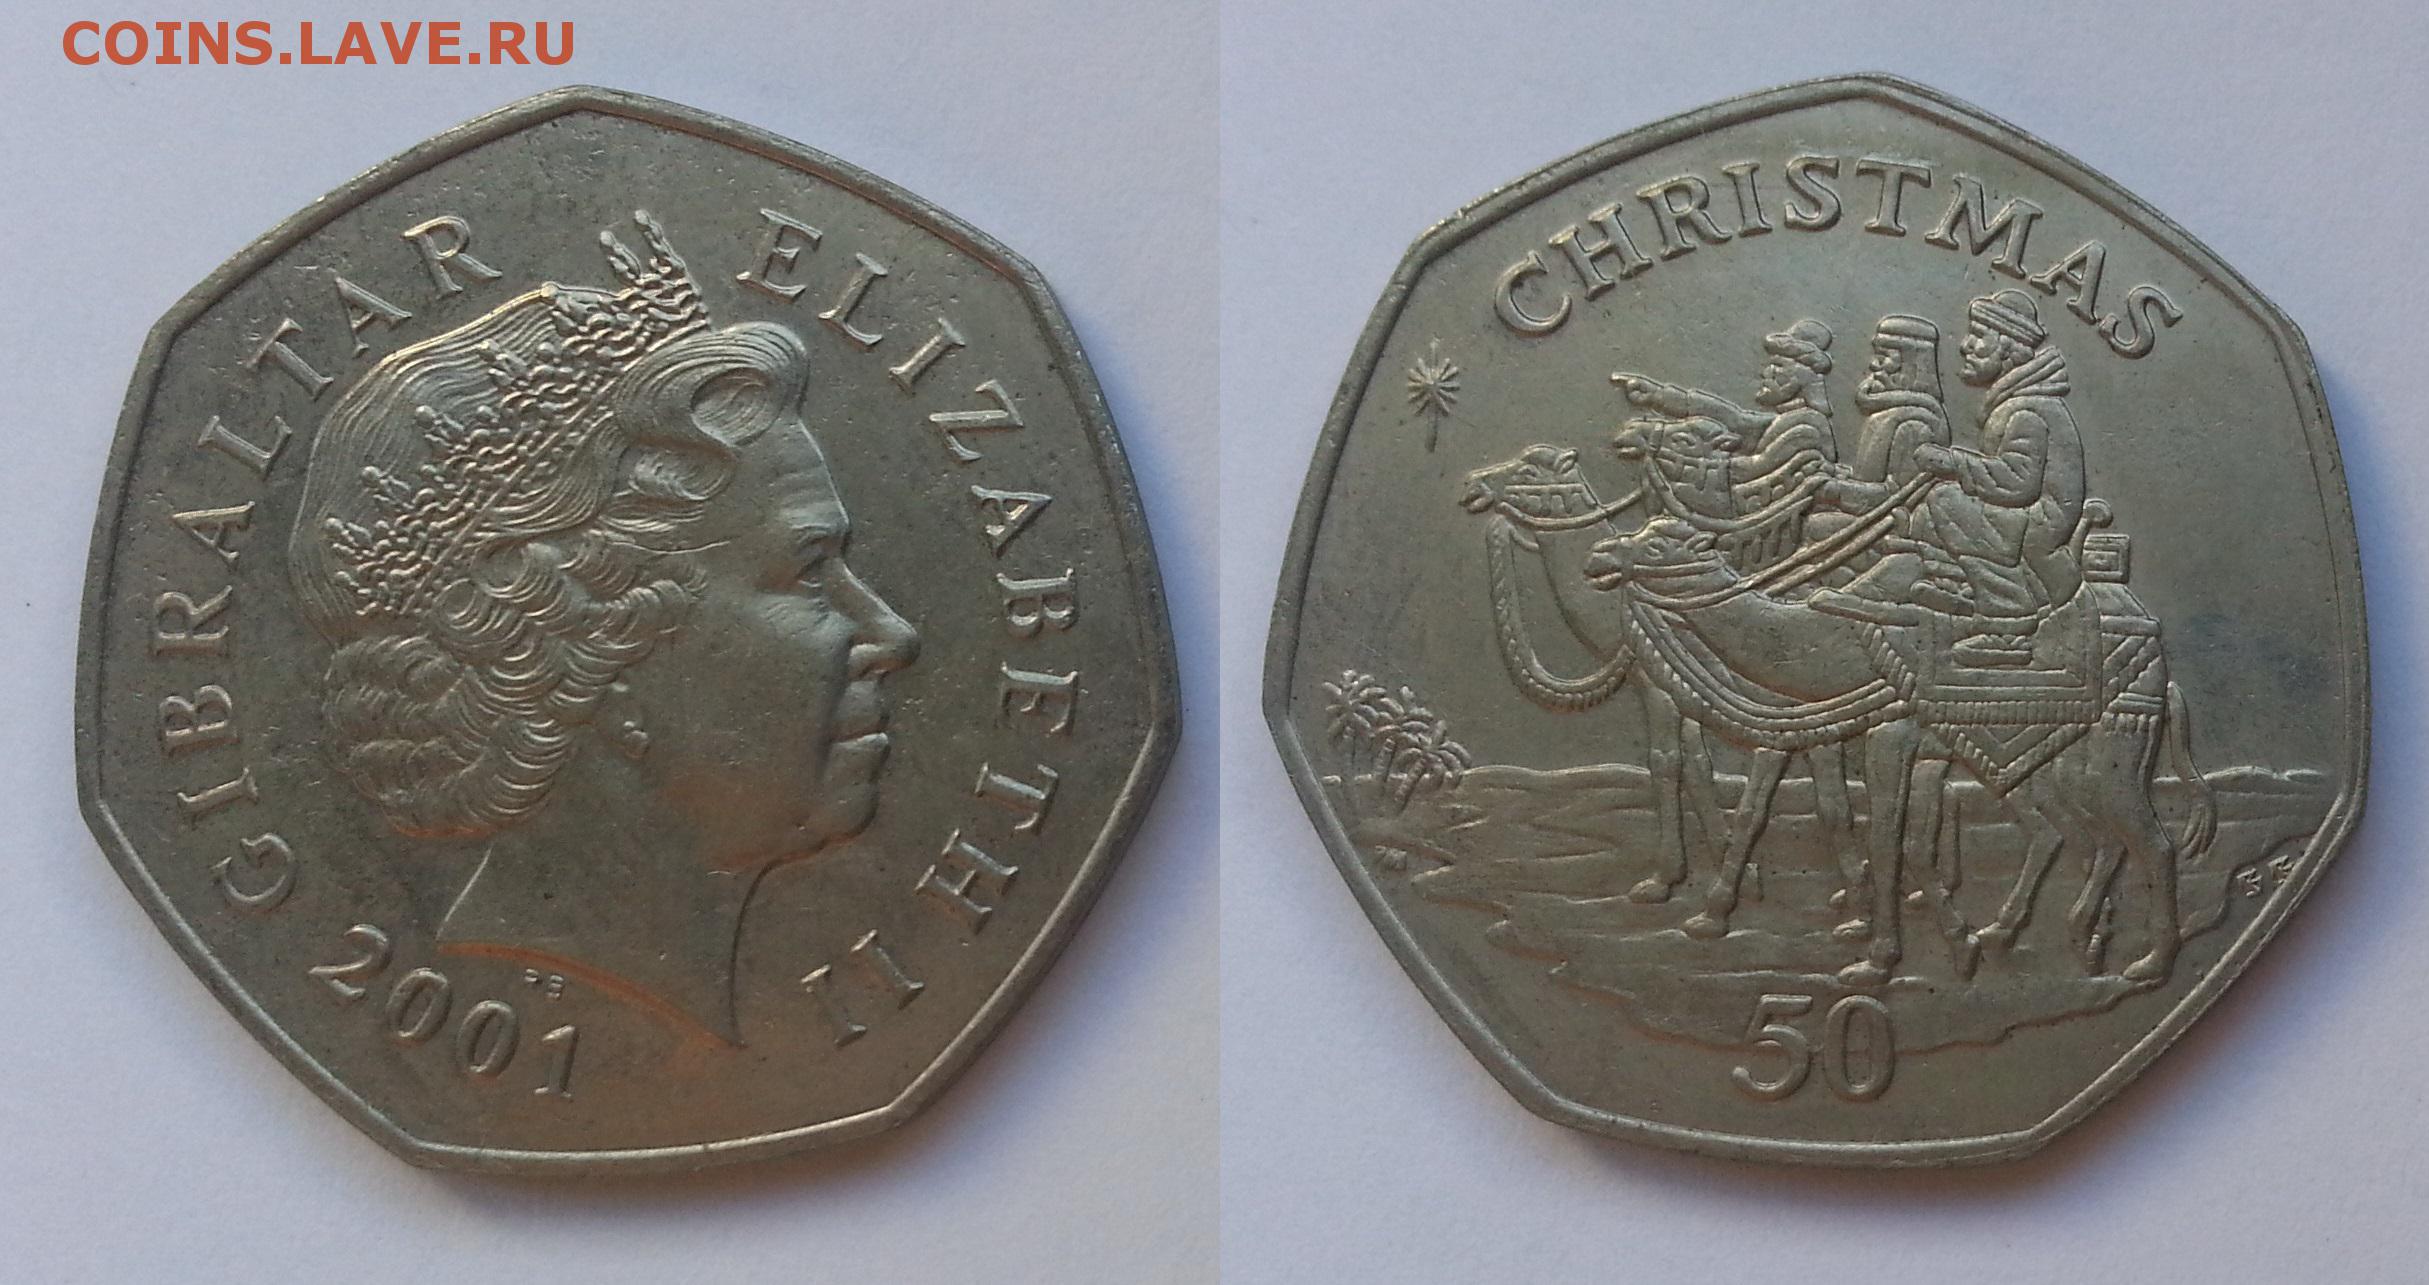 COINS.LAVE.RU
GIBRALTAR ELIZABETH II
2001
CHRISTMAS
50